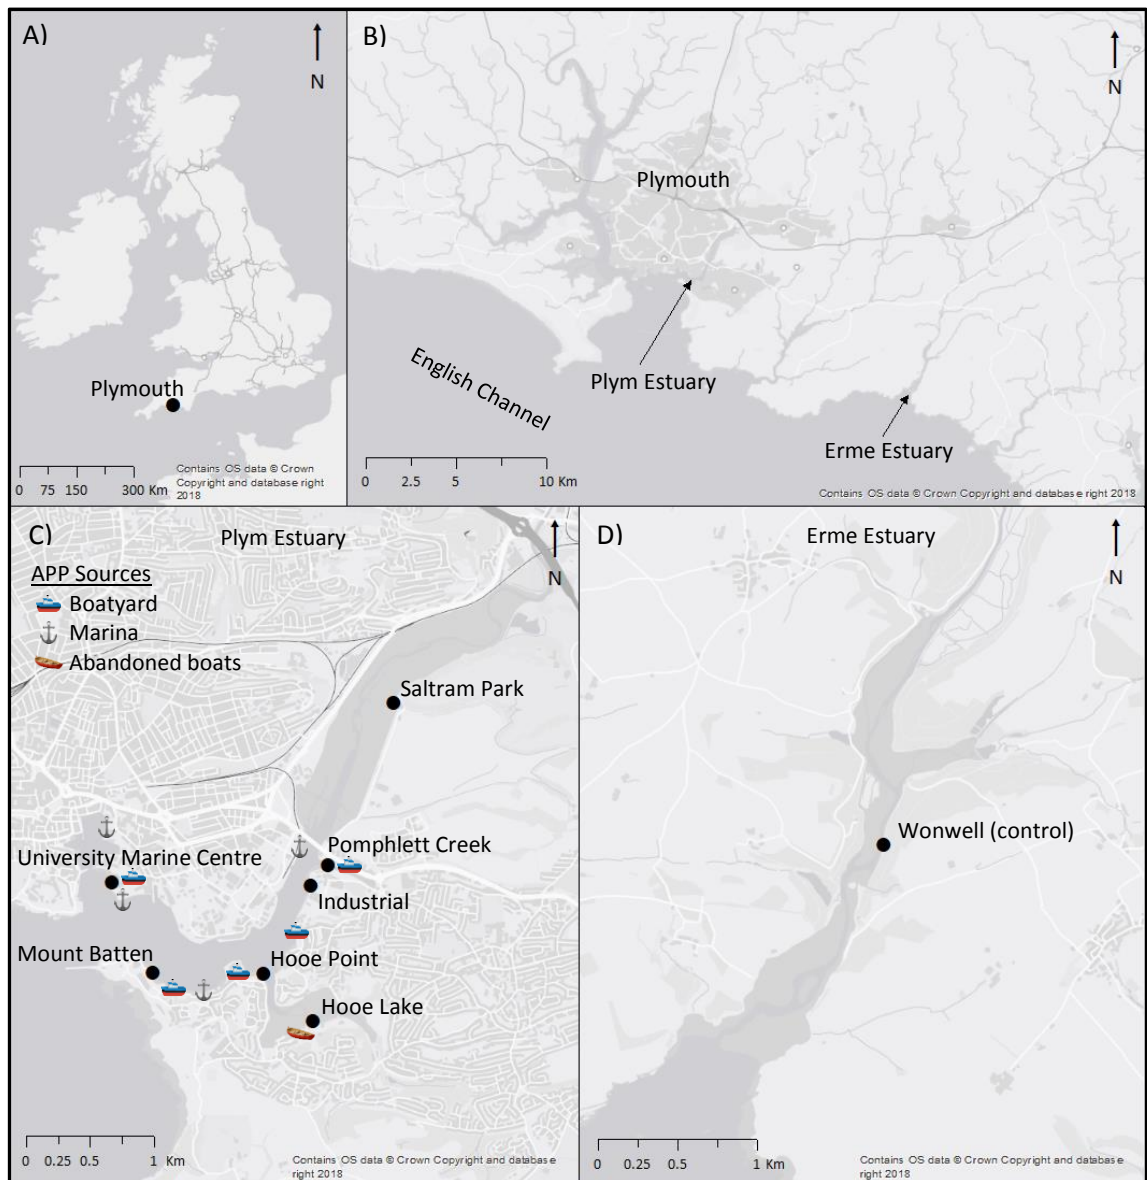 A)
N
Plymouth
0 75 150 300 Km
Contains OS data © Crown
Copyright and database right
2018
B)
N
Plymouth
English Channel
Plym Estuary
Erme Estuary
0 2.5 5 10 Km
Contains OS data © Crown Copyright and database right 2018
C)
Plym Estuary
N
APP Sources
Boatyard
Marina
Abandoned boats
Saltram Park
Pomphlett Creek
University Marine Centre
Industrial
Mount Batten
Hooe Point
Hooe Lake
0 0.25 0.5 1 Km
Contains OS data © Crown Copyright and database
right 2018
D)
Erme Estuary
N
Wonwell (control)
0 0.25 0.5 1 Km
Contains OS data © Crown Copyright and database
right 2018